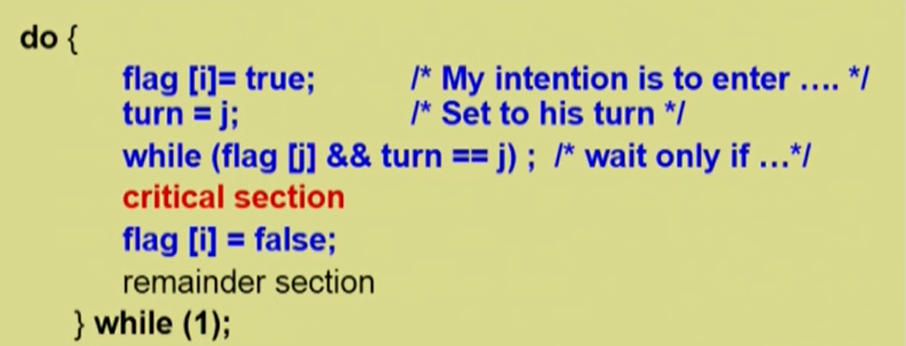 do {
flag [i]= true; /* My intention is to enter .... */
turn = j; /* Set to his turn */
while (flag [j] && turn == j) ; /* wait only if ...*/
critical section
flag [i] = false;
remainder section
} while (1);